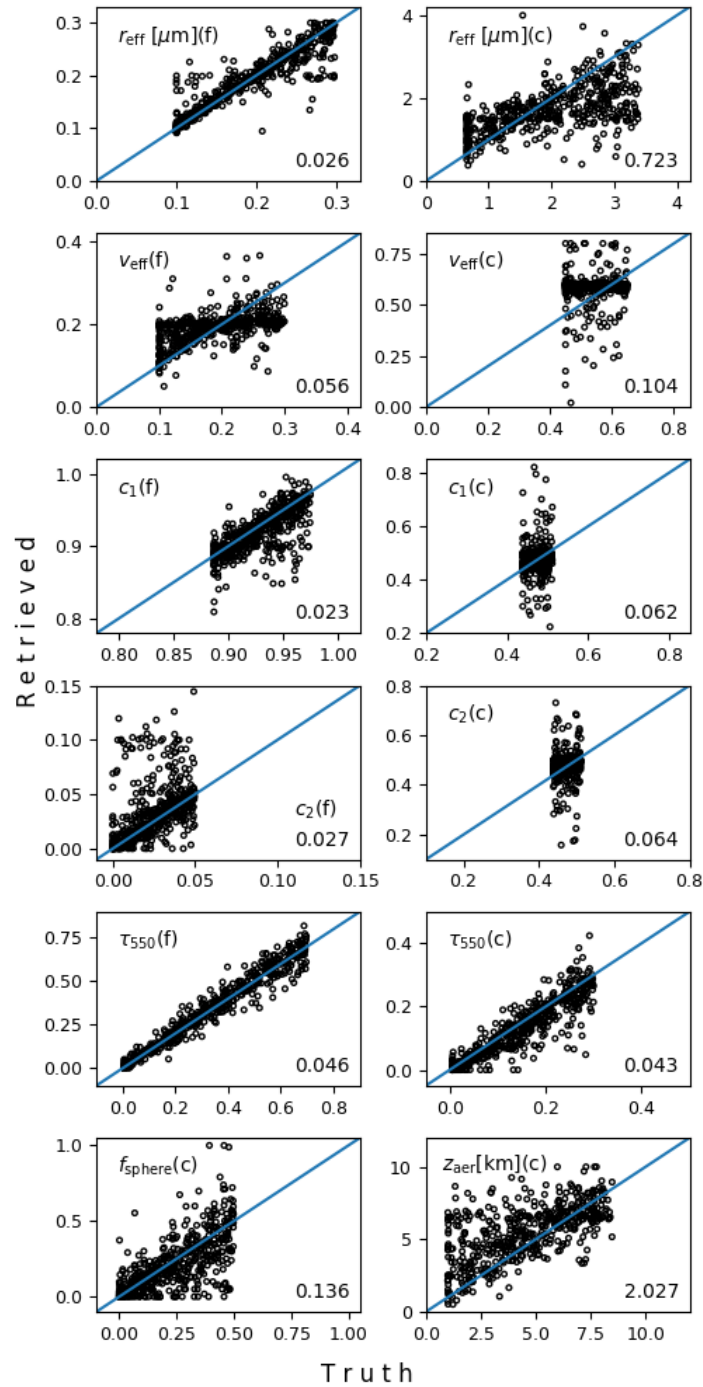 r_eff [μm](f)
0.026
0.0 0.1 0.2 0.3
0.0 0.1 0.2 0.3
r_eff [μm](c)
0.723
0 2 4
0 1 2 3 4
v_eff(f)
0.056
0.0 0.2 0.4
0.0 0.1 0.2 0.3 0.4
v_eff(c)
0.104
0.00 0.25 0.50 0.75
0.0 0.2 0.4 0.6 0.8
c_1(f)
0.023
0.8 0.9 1.0
0.80 0.85 0.90 0.95 1.00
c_1(c)
0.062
0.2 0.4 0.6 0.8
0.2 0.4 0.6 0.8
c_2(f)
0.027
0.00 0.05 0.10 0.15
0.00 0.05 0.10 0.15
c_2(c)
0.064
0.2 0.4 0.6 0.8
0.2 0.4 0.6 0.8
τ_550(f)
0.046
0.00 0.25 0.50 0.75
0.0 0.2 0.4 0.6 0.8
τ_550(c)
0.043
0.0 0.2 0.4
0.0 0.2 0.4
f_sphere(c)
0.136
0.0 0.5 1.0
0.00 0.25 0.50 0.75 1.00
z_aer[km](c)
2.027
0 5 10
0.0 2.5 5.0 7.5 10.0
Retrieved
Truth